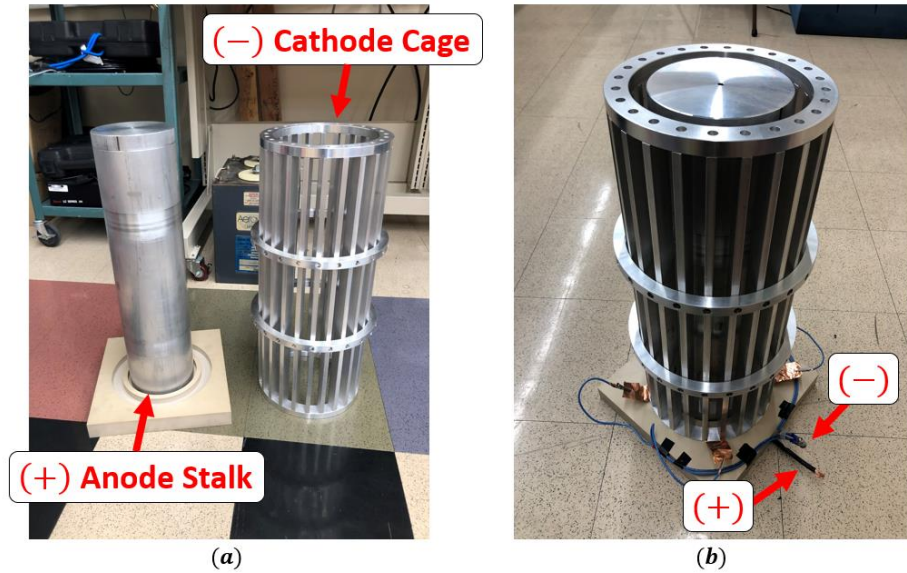 (−) Cathode Cage
(+) Anode Stalk
(−)
(+)
(a)
(b)